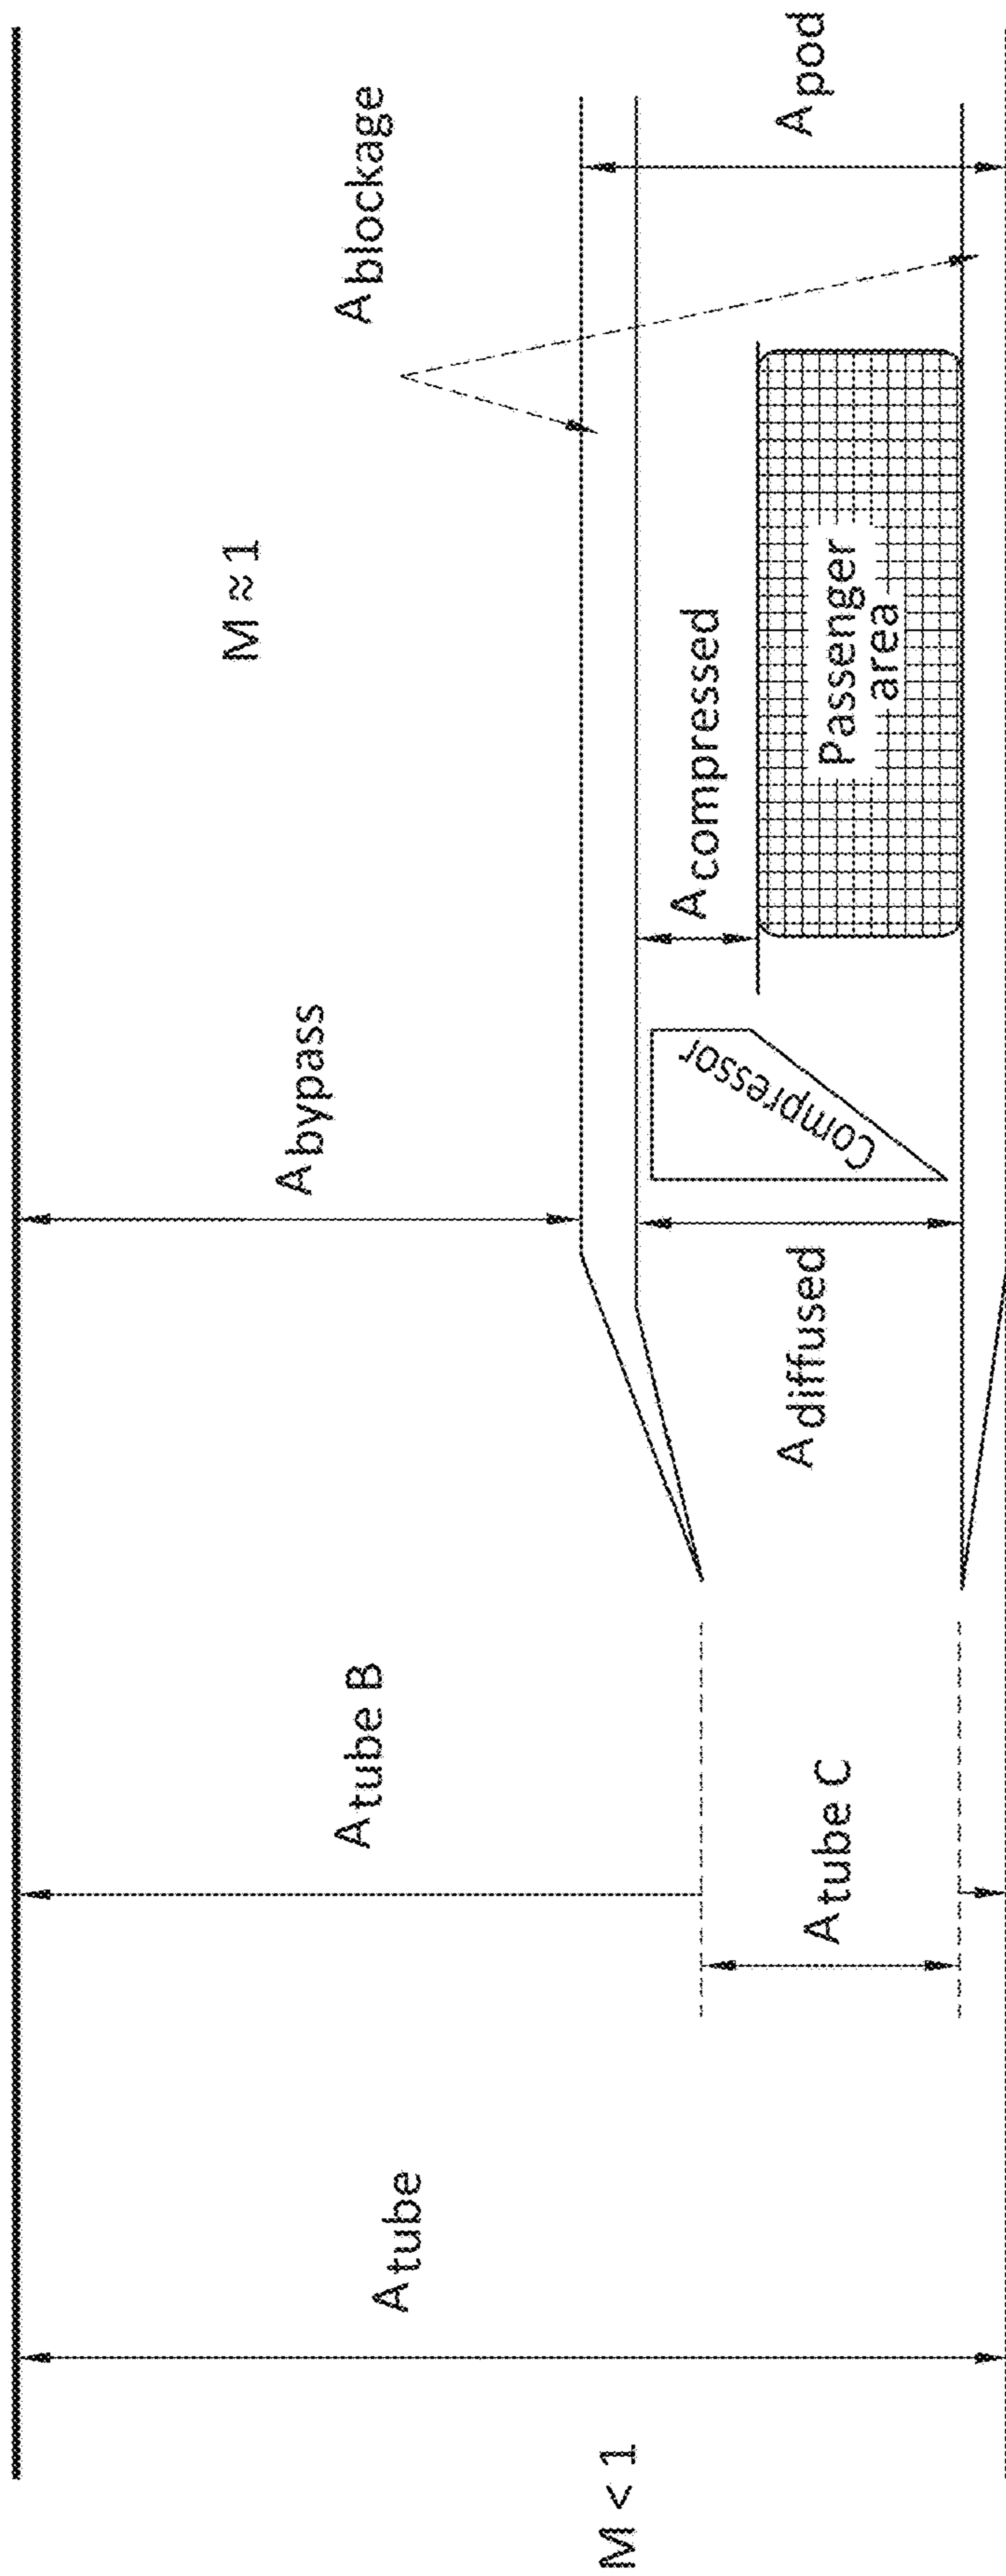 M < 1
A tube
A tube B
A tube C
A bypass
A diffused
Compressor
A compressed
Passenger
area
M ≈ 1
A blockage
A pod